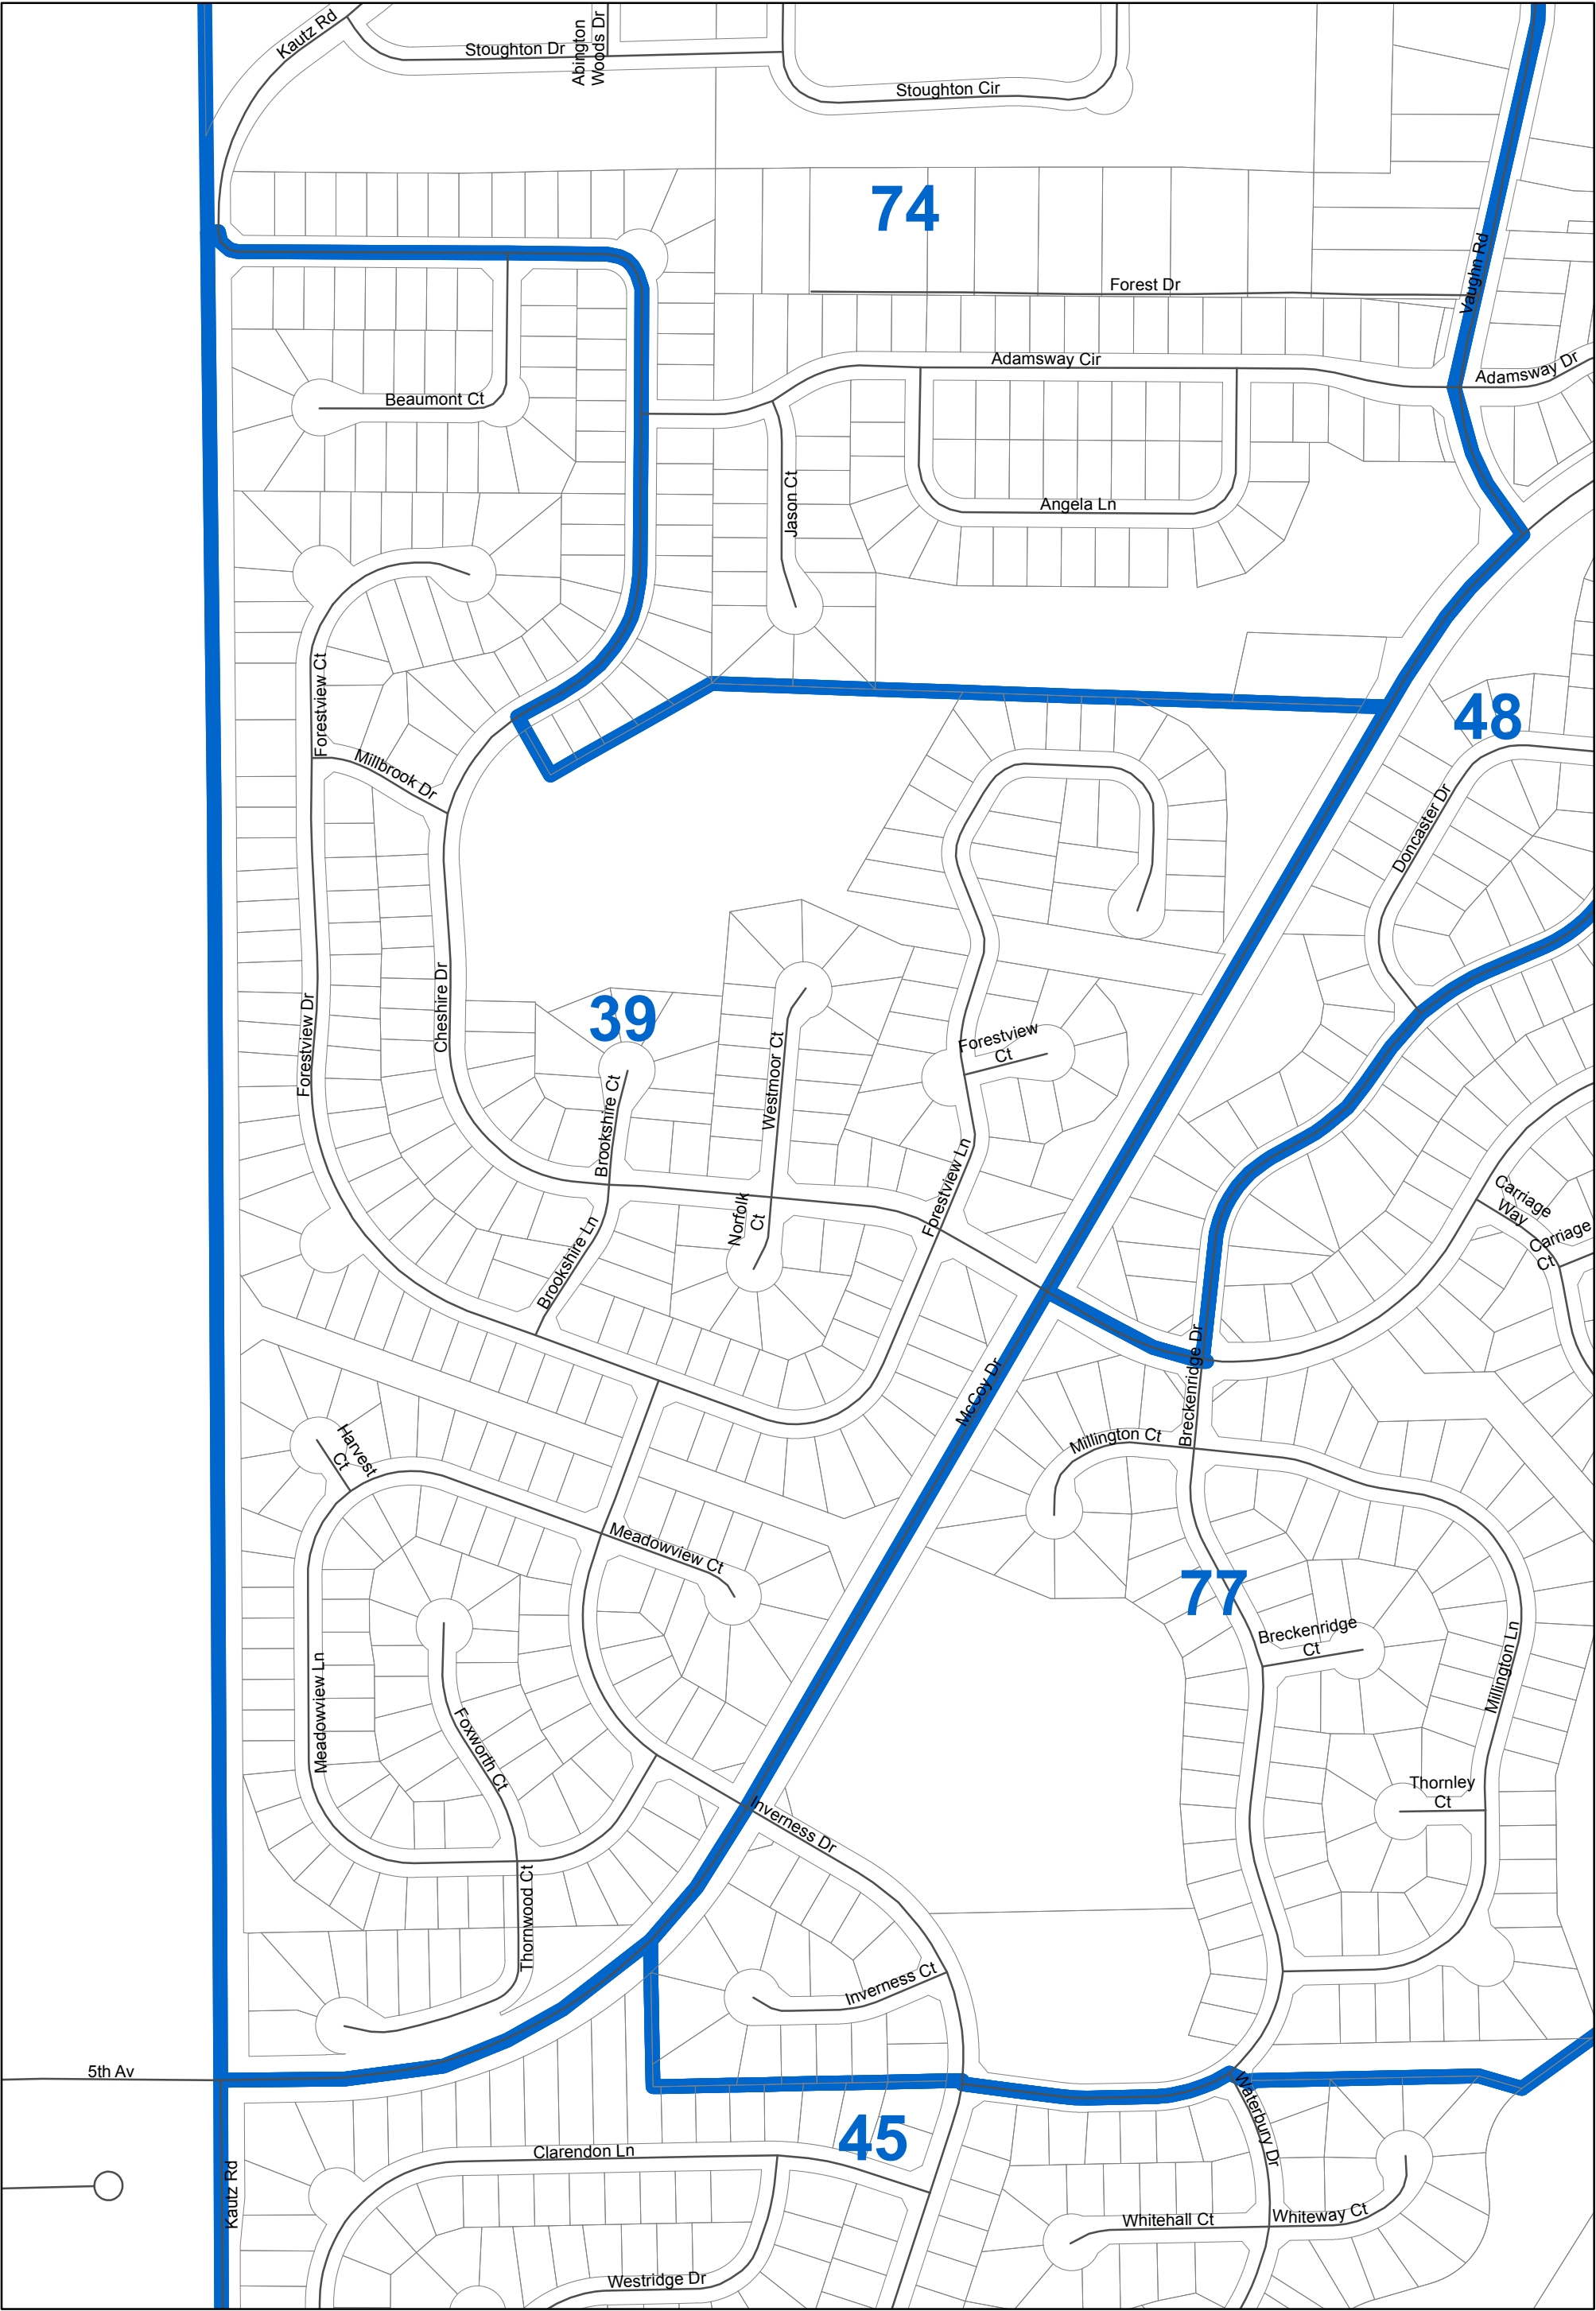 Kautz Rd
Stoughton Dr
Abington
Woods Dr
Stoughton Cir
74
Vaughn Rd
Forest Dr
Adamsway Cir
Adamsway Dr
Beaumont Ct
Jason Ct
Angela Ln
Forestview Ct
48
Millbrook Dr
Doncaster Dr
Forestview Dr
Cheshire Dr
39
Westmoor Ct
Forestview
Ct
Brookshire Ct
Forestview Ln
Norfolk
Ct
Brookshire Ln
Carriage
Way
Carriage
Ct
McCoy Dr
Breckenridge Dr
Harvest
Ct
Millington Ct
Meadowview Ct
77
Breckenridge
Ct
Millington Ln
Meadowview Ln
Foxworth Ct
Thornley
Ct
Inverness Dr
Thornwood Ct
Inverness Ct
5th Av
45
Waterbury Dr
Clarendon Ln
Kautz Rd
Whitehall Ct
Whiteway Ct
Westridge Dr